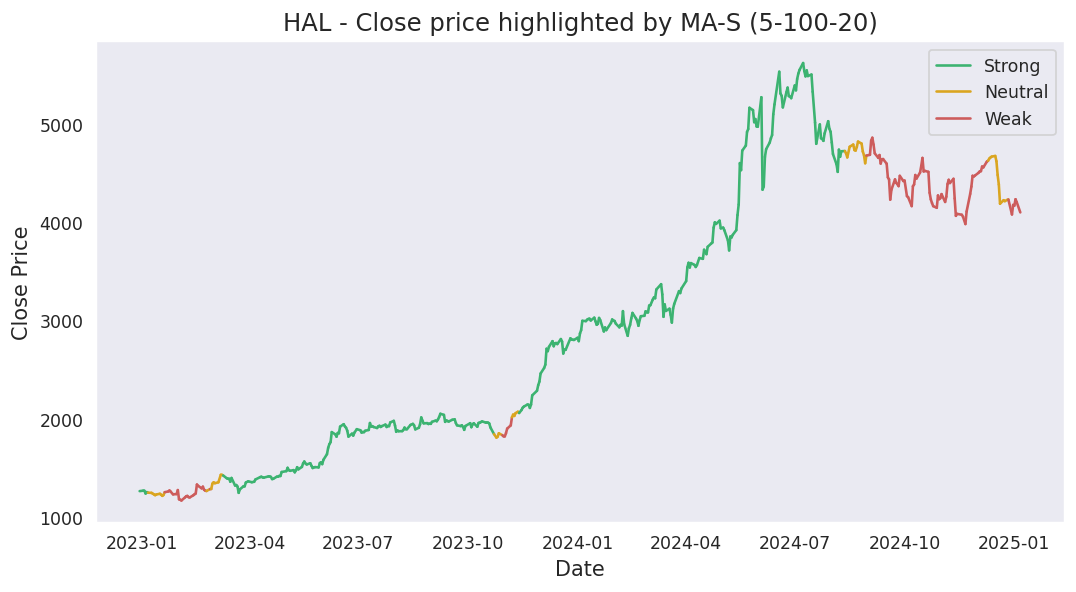 HAL - Close price highlighted by MA-S (5-100-20)
Strong
Neutral
Weak
Close Price
5000
4000
3000
2000
1000
2023-01 2023-04 2023-07 2023-10 2024-01 2024-04 2024-07 2024-10 2025-01
Date